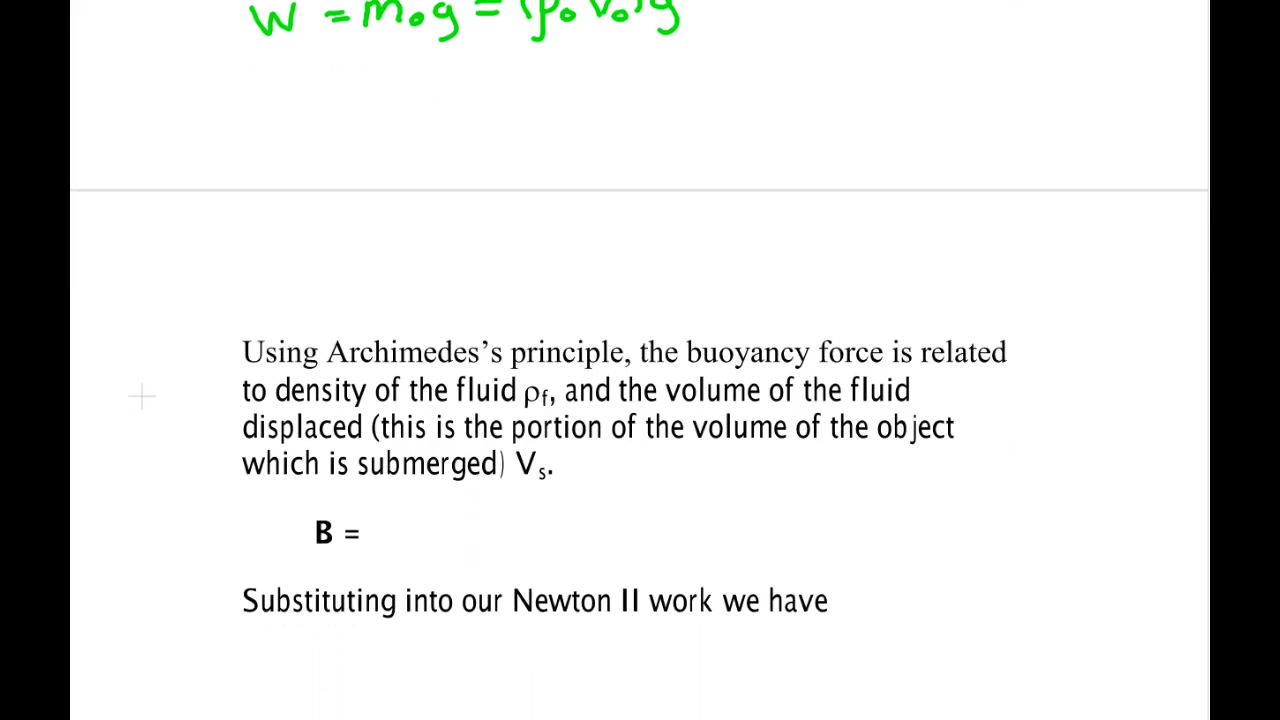 W = m₀g = (ρ₀ V₀)g
Using Archimedes’s principle, the buoyancy force is related
to density of the fluid ρf, and the volume of the fluid
displaced (this is the portion of the volume of the object
which is submerged) Vs.
B =
Substituting into our Newton II work we have